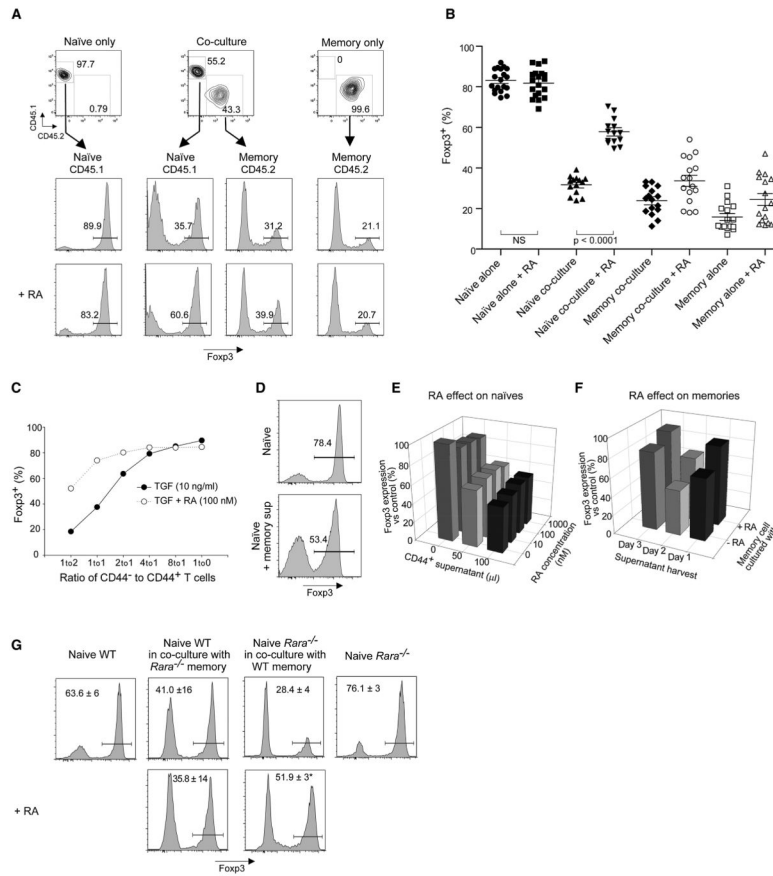 A
Naïve only
Co-culture
Memory only
97.7
0.79
55.2
43.3
0
99.6
CD45.1
CD45.2
Naïve
CD45.1
Naïve
CD45.1
Memory
CD45.2
Memory
CD45.2
89.9
35.7
31.2
21.1
+ RA
83.2
60.6
39.9
20.7
Foxp3
B
Foxp3+ (%)
100
80
60
40
20
0
NS
p < 0.0001
Naïve alone
Naïve alone + RA
Naïve co-culture
Naïve co-culture + RA
Memory co-culture
Memory co-culture + RA
Memory alone
Memory alone + RA
C
Foxp3+ (%)
100
80
60
40
20
0
TGF (10 ng/ml)
TGF + RA (100 nM)
1to2 1to1 2to1 4to1 8to1 1to0
Ratio of CD44- to CD44+ T cells
D
Naïve
78.4
Naïve
+ memory sup
53.4
Foxp3
E
RA effect on naïves
Foxp3 expression
vs control (%)
100
80
60
40
20
0
0
50
100
CD44+ supernatant (µl)
0
10
100
1000
RA concentration
(nM)
F
RA effect on memories
Foxp3 expression
vs control (%)
100
80
60
40
20
0
Day 3
Day 2
Day 1
Supernatant harvest
- RA
+ RA
Memory cell
cultured with
G
Naive WT
Naive WT
in co-culture with
Rara-/- memory
Naive Rara-/-
in co-culture with
WT memory
Naive Rara-/-
63.6 ± 6
41.0 ±16
28.4 ± 4
76.1 ± 3
+ RA
35.8 ± 14
51.9 ± 3*
Foxp3